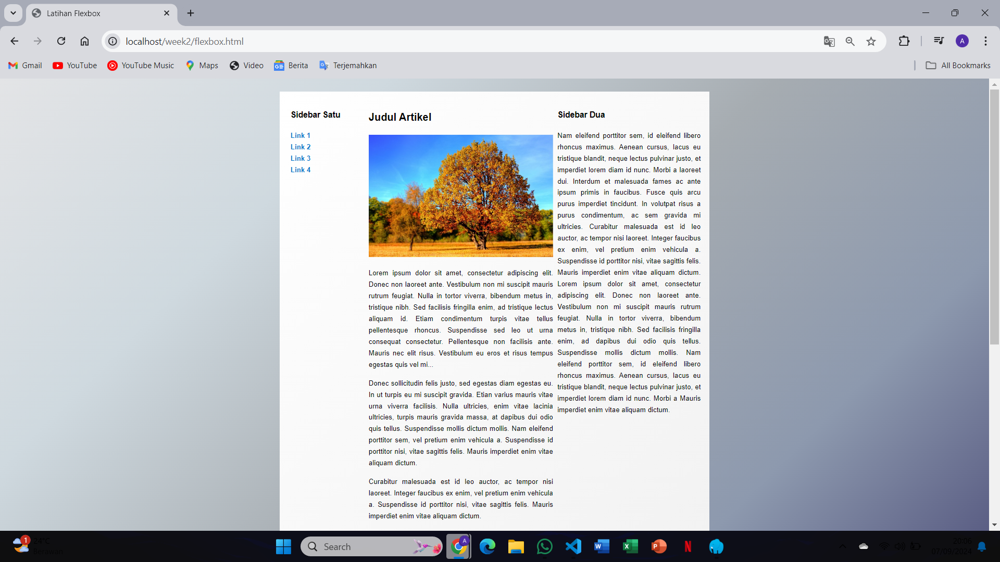 Latihan Flexbox
localhost/week2/flexbox.html
A
Gmail
YouTube
YouTube Music
Maps
Video
Berita
Terjemahkan
All Bookmarks
Sidebar Satu
Link 1
Link 2
Link 3
Link 4
Judul Artikel
Lorem ipsum dolor sit amet, consectetur adipiscing elit.
Donec non laoreet ante. Vestibulum non mi suscipit mauris
rutrum feugiat. Nulla in tortor viverra, bibendum metus in,
tristique nibh. Sed facilisis fringilla enim, ad tristique lectus
aliquam id. Etiam condimentum turpis vitae tellus
pellentesque rhoncus. Suspendisse sed leo ut urna
consequat consectetur. Pellentesque non facilisis ante.
Mauris nec elit risus. Vestibulum eu eros et risus tempus
egestas quis vel mi...
Donec sollicitudin felis justo, sed egestas diam egestas eu.
In ut turpis eu mi suscipit gravida. Etian varius mauris vitae
urna viverra facilisis. Nulla ultricies, enim vitae lacinia
ultricies, turpis mauris gravida massa, at dapibus dui odio
quis tellus. Suspendisse mollis dictum mollis. Nam eleifend
porttitor sem, vel pretium enim vehicula a. Suspendisse id
porttitor nisi, vitae sagittis felis. Mauris imperdiet enim vitae
aliquam dictum.
Curabitur malesuada est id leo auctor, ac tempor nisi
laoreet. Integer faucibus ex enim, vel pretium enim vehicula
a. Suspendisse id porttitor nisi, vitae sagittis felis. Mauris
imperdiet enim vitae aliquam dictum.
Sidebar Dua
Nam eleifend porttitor sem, id eleifend libero
rhoncus maximus. Aenean cursus, lacus eu
tristique blandit, neque lectus pulvinar justo, et
imperdiet lorem diam id nunc. Morbi a laoreet
dui. Interdum et malesuada fames ac ante
ipsum primis in faucibus. Fusce quis arcu
purus imperdiet tincidunt. In volutpat risus a
purus condimentum, ac sem gravida mi
ultricies. Curabitur malesuada est id leo
auctor, ac tempor nisi laoreet. Integer faucibus
ex enim, vel pretium enim vehicula a.
Suspendisse id porttitor nisi, vitae sagittis felis.
Mauris imperdiet enim vitae aliquam dictum.
Lorem ipsum dolor sit amet, consectetur
adipiscing elit. Donec non laoreet ante.
Vestibulum non mi suscipit mauris rutrum
feugiat. Nulla in tortor viverra, bibendum
metus in, tristique nibh. Sed facilisis fringilla
enim, ad dapibus dui odio quis tellus.
Suspendisse mollis dictum mollis. Nam
eleifend porttitor sem, id eleifend libero
rhoncus maximus. Aenean cursus, lacus eu
tristique blandit, neque lectus pulvinar justo, et
imperdiet lorem diam id nunc. Morbi a Mauris
imperdiet enim vitae aliquam dictum.
1
24°C
Berawan
Search
A
20:06
07/09/2024